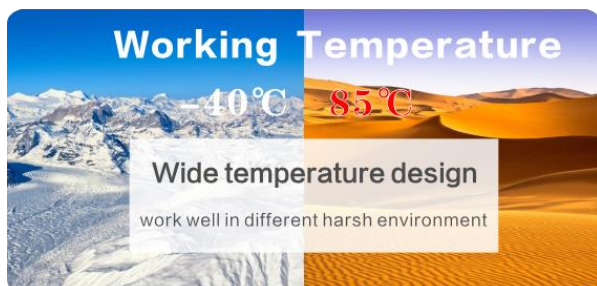 Working Temperature
-40℃ 85℃
Wide temperature design
work well in different harsh environment